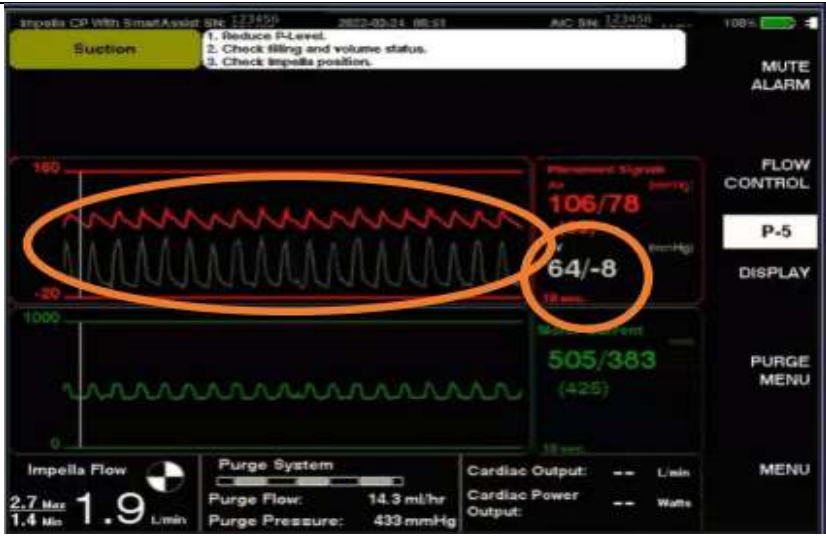 Impella CP With SmartAssist SN: 123456 2022-02-24 08:51 AIC SN: 123456 108%
Suction
1. Reduce P-Level.
2. Check filling and volume status.
3. Check Impella position.
MUTE
ALARM
FLOW
CONTROL
P-5
DISPLAY
PURGE
MENU
MENU
160
-20
Placement Signals
Ao (mmHg)
106/78
(mmHg)
64/-8
10 sec.
1000
0
Motor Current
505/383
(425)
10 sec.
Impella Flow
2.7 Max
1.4 Min
1.9 L/min
Purge System
Purge Flow: 14.3 ml/hr
Purge Pressure: 433 mmHg
Cardiac Output: -- L/min
Cardiac Power
Output: -- Watts